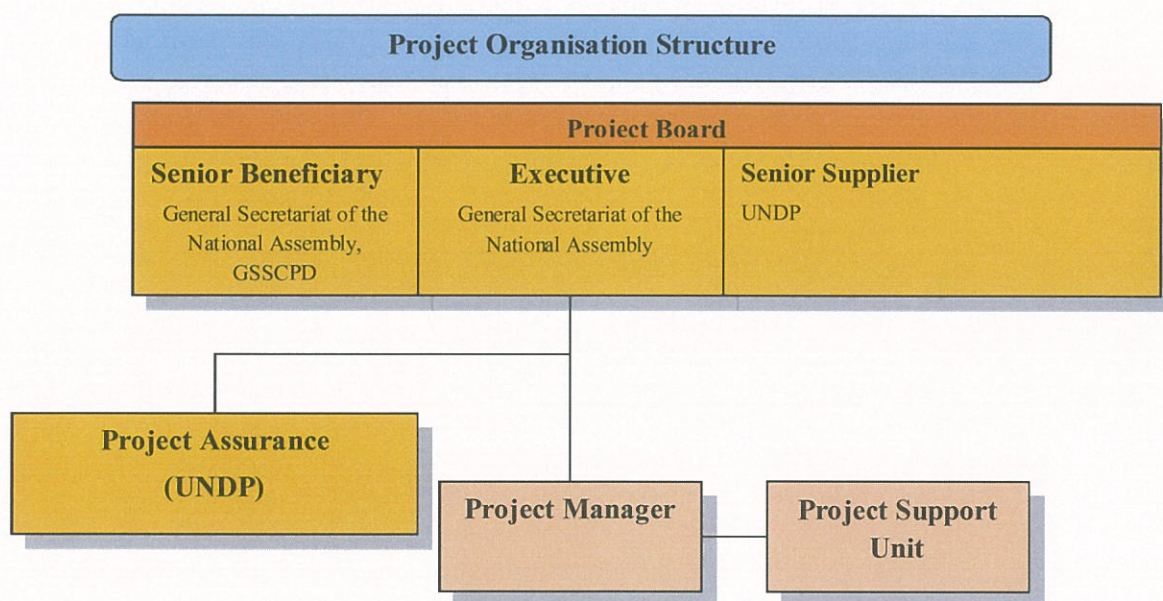 Project Organisation Structure
Project Board
Senior Beneficiary
General Secretariat of the
National Assembly,
GSSCPD
Executive
General Secretariat of the
National Assembly
Senior Supplier
UNDP
Project Assurance
(UNDP)
Project Manager
Project Support
Unit